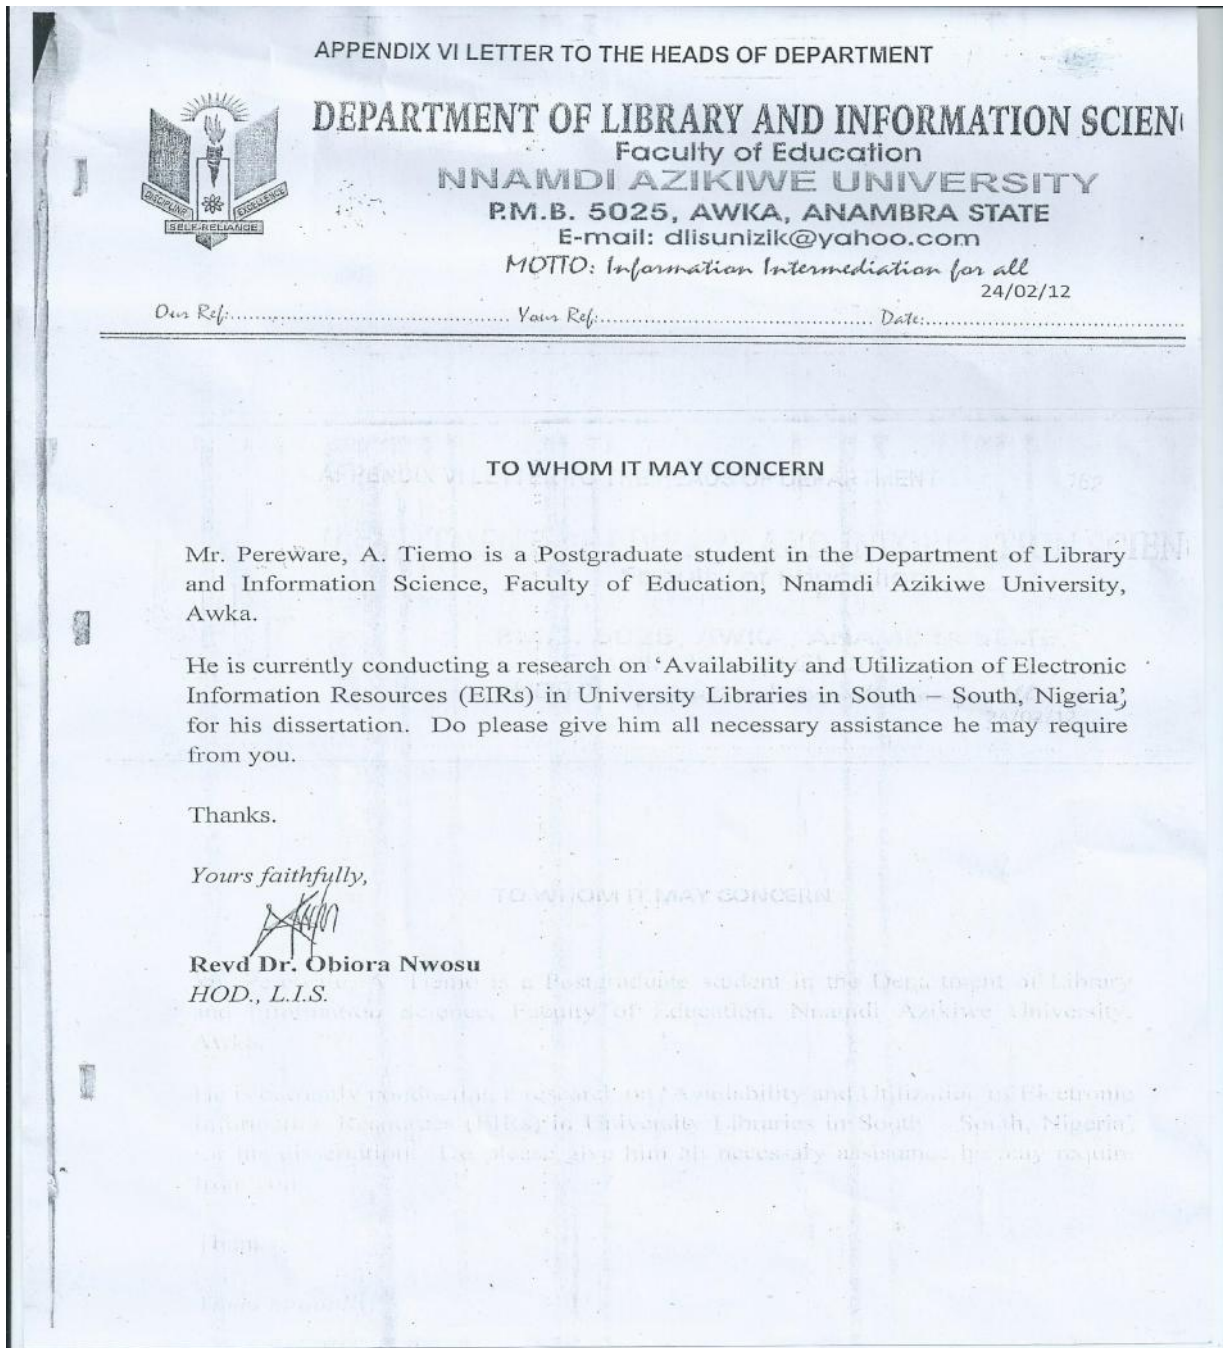 APPENDIX VI LETTER TO THE HEADS OF DEPARTMENT
DEPARTMENT OF LIBRARY AND INFORMATION SCIEN
Faculty of Education
NNAMDI AZIKIWE UNIVERSITY
P.M.B. 5025, AWKA, ANAMBRA STATE
E-mail: dlisunizik@yahoo.com
MOTTO: Information Intermediation for all
DISCIPLINE
EXCELLENCE
SELF-RELIANCE
24/02/12
Our Ref:.......... Your Ref:.......... Date:..........
TO WHOM IT MAY CONCERN
Mr. Pereware, A. Tiemo is a Postgraduate student in the Department of Library
and Information Science, Faculty of Education, Nnamdi Azikiwe University,
Awka.
He is currently conducting a research on ‘Availability and Utilization of Electronic
Information Resources (EIRs) in University Libraries in South – South, Nigeria’,
for his dissertation. Do please give him all necessary assistance he may require
from you.
Thanks.
Yours faithfully,
Revd Dr. Obiora Nwosu
HOD., L.I.S.